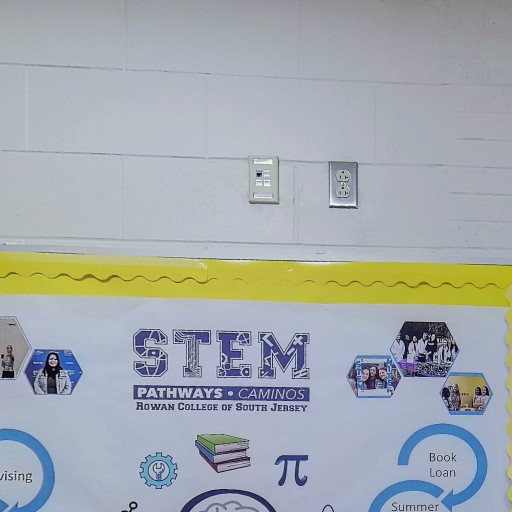 STEM
PATHWAYS • CAMINOS
ROWAN COLLEGE OF SOUTH JERSEY
vising
Book
Loan
Summer
π